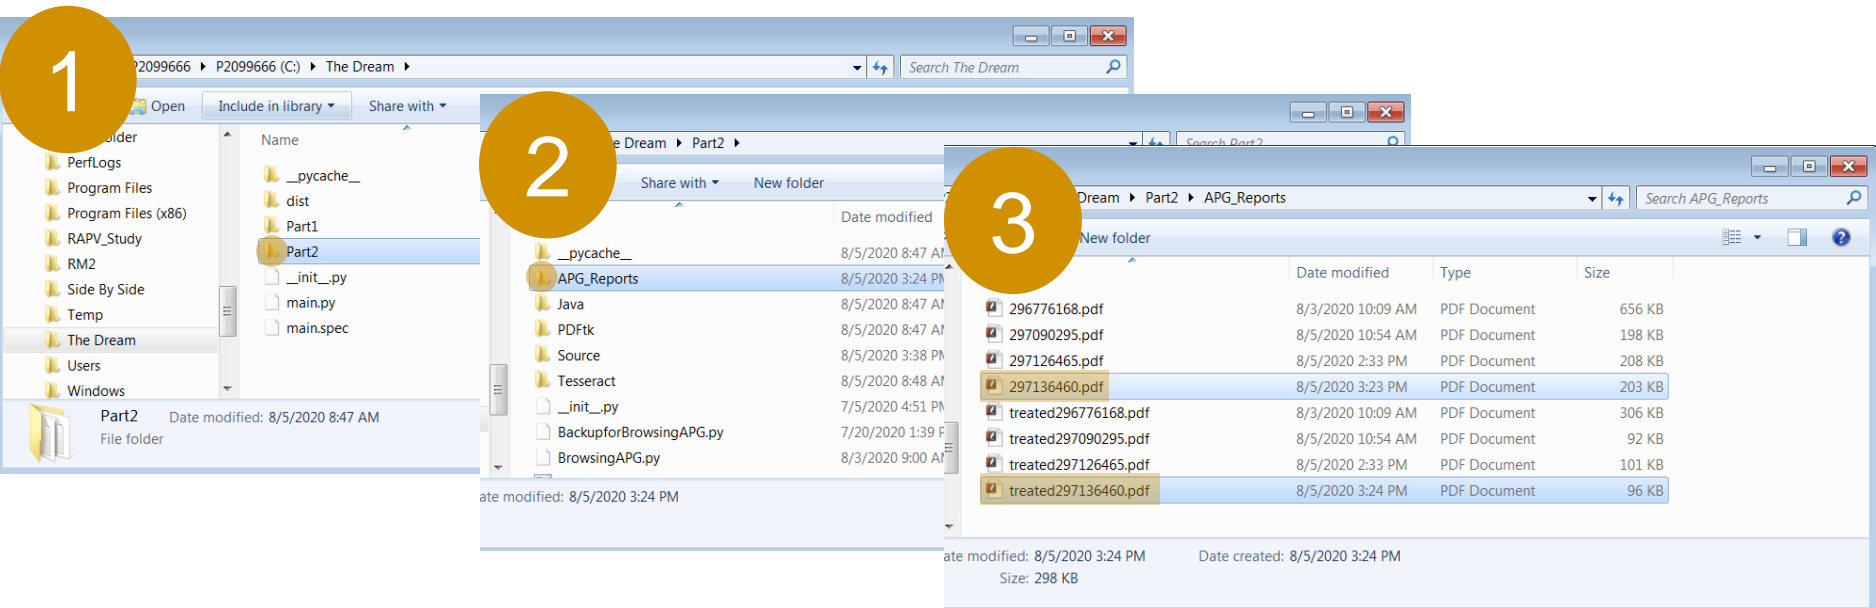 1
P2099666 ▸ P2099666 (C:) ▸ The Dream ▸
Search The Dream
Open Include in library ▾ Share with ▾
PerfLogs
Program Files
Program Files (x86)
RAPV_Study
RM2
Side By Side
Temp
The Dream
Users
Windows
Name
__pycache__
dist
Part1
Part2
__init__.py
main.py
main.spec
Part2 Date modified: 8/5/2020 8:47 AM
File folder
2
Dream ▸ Part2 ▸
Search Part2
Share with ▾ New folder
Date modified
__pycache__ 8/5/2020 8:47 AM
APG_Reports 8/5/2020 3:24 PM
Java 8/5/2020 8:47 AM
PDFtk 8/5/2020 8:47 AM
Source 8/5/2020 3:38 PM
Tesseract 8/5/2020 8:48 AM
__init__.py 7/5/2020 4:51 PM
BackupforBrowsingAPG.py 7/20/2020 1:39 P
BrowsingAPG.py 8/3/2020 9:00 AM
ate modified: 8/5/2020 3:24 PM
3
Dream ▸ Part2 ▸ APG_Reports
Search APG_Reports
New folder
Date modified Type Size
296776168.pdf 8/3/2020 10:09 AM PDF Document 656 KB
297090295.pdf 8/5/2020 10:54 AM PDF Document 198 KB
297126465.pdf 8/5/2020 2:33 PM PDF Document 208 KB
297136460.pdf 8/5/2020 3:23 PM PDF Document 203 KB
treated296776168.pdf 8/3/2020 10:09 AM PDF Document 306 KB
treated297090295.pdf 8/5/2020 10:54 AM PDF Document 92 KB
treated297126465.pdf 8/5/2020 2:33 PM PDF Document 101 KB
treated297136460.pdf 8/5/2020 3:24 PM PDF Document 96 KB
ate modified: 8/5/2020 3:24 PM Date created: 8/5/2020 3:24 PM
Size: 298 KB